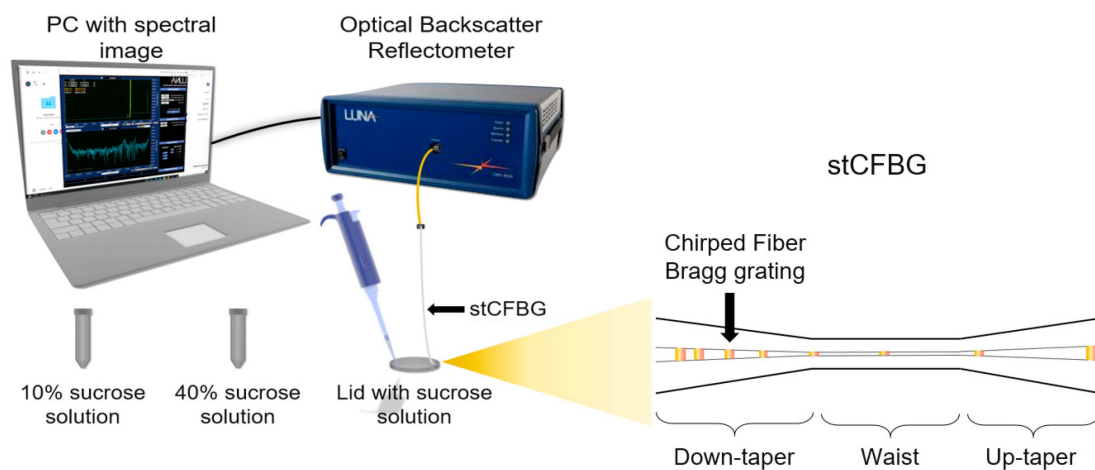 PC with spectral
image
Optical Backscatter
Reflectometer
LUNA
stCFBG
Chirped Fiber
Bragg grating
stCFBG
10% sucrose
solution
40% sucrose
solution
Lid with sucrose
solution
Down-taper
Waist
Up-taper